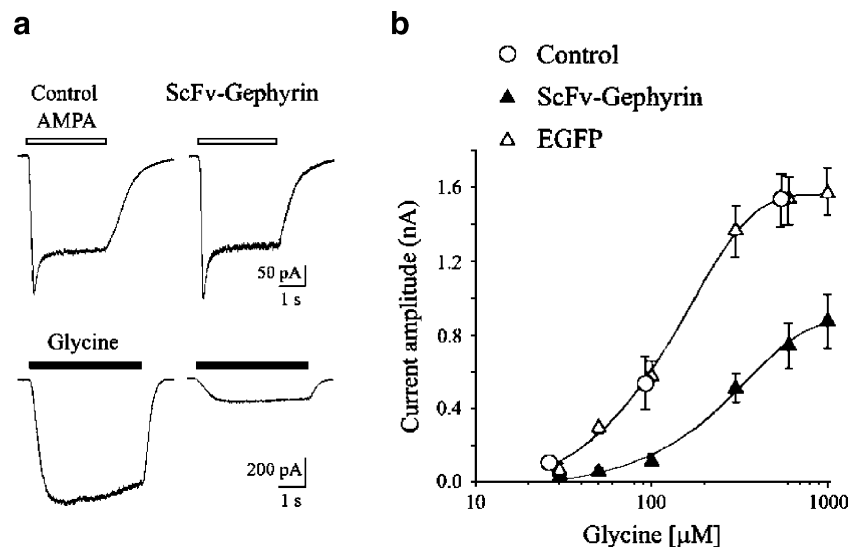 a
Control
AMPA
ScFv-Gephyrin
50 pA
1 s
Glycine
200 pA
1 s
b
Control
ScFv-Gephyrin
EGFP
Current amplitude (nA)
1.6
1.2
0.8
0.4
0.0
10
100
1000
Glycine [µM]